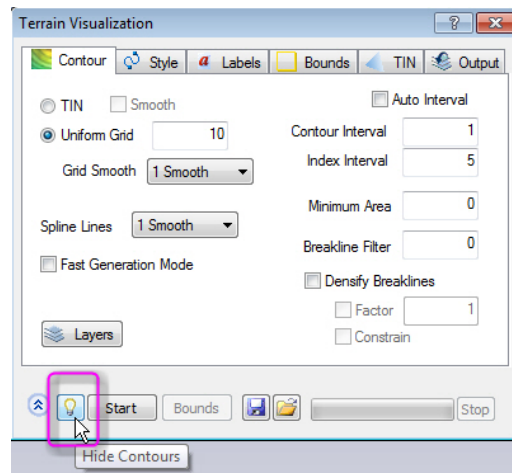 Terrain Visualization
Contour Style a Labels Bounds TIN Output
TIN Smooth Auto Interval
Uniform Grid 10 Contour Interval 1
Grid Smooth 1 Smooth Index Interval 5
Minimum Area 0
Spline Lines 1 Smooth
Breakline Filter 0
Fast Generation Mode
Densify Breaklines
Factor 1
Layers Constrain
Start Bounds Stop
Hide Contours